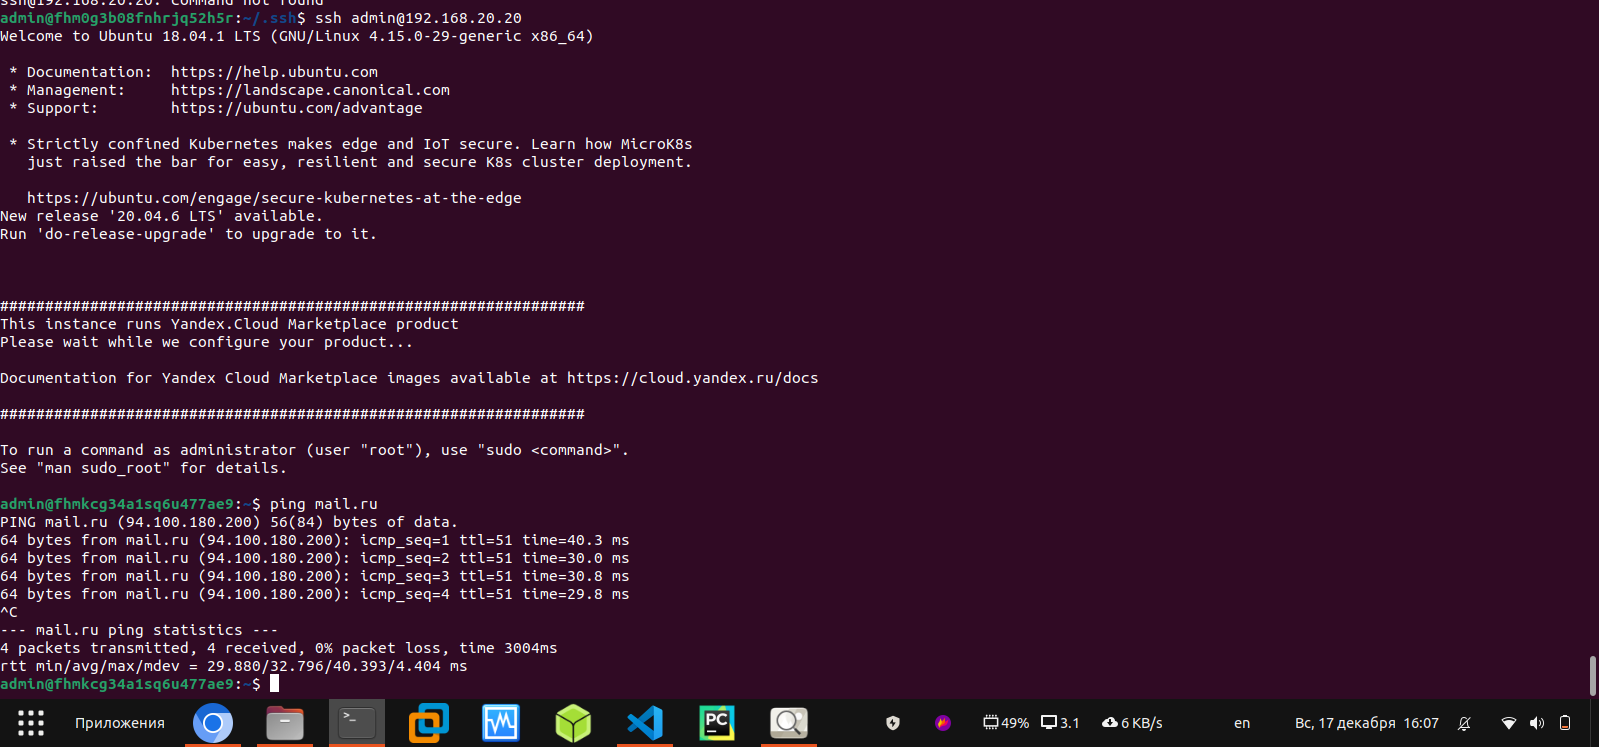 ssh@192.168.20.20: command not found
admin@fhm0g3b08fnhrjq52h5r:~/.ssh$ ssh admin@192.168.20.20
Welcome to Ubuntu 18.04.1 LTS (GNU/Linux 4.15.0-29-generic x86_64)
* Documentation:  https://help.ubuntu.com
* Management:     https://landscape.canonical.com
* Support:        https://ubuntu.com/advantage
* Strictly confined Kubernetes makes edge and IoT secure. Learn how MicroK8s
just raised the bar for easy, resilient and secure K8s cluster deployment.
https://ubuntu.com/engage/secure-kubernetes-at-the-edge
New release '20.04.6 LTS' available.
Run 'do-release-upgrade' to upgrade to it.
#################################################################
This instance runs Yandex.Cloud Marketplace product
Please wait while we configure your product...
Documentation for Yandex Cloud Marketplace images available at https://cloud.yandex.ru/docs
#################################################################
To run a command as administrator (user "root"), use "sudo <command>".
See "man sudo_root" for details.
admin@fhmkcg34a1sq6u477ae9:~$ ping mail.ru
PING mail.ru (94.100.180.200) 56(84) bytes of data.
64 bytes from mail.ru (94.100.180.200): icmp_seq=1 ttl=51 time=40.3 ms
64 bytes from mail.ru (94.100.180.200): icmp_seq=2 ttl=51 time=30.0 ms
64 bytes from mail.ru (94.100.180.200): icmp_seq=3 ttl=51 time=30.8 ms
64 bytes from mail.ru (94.100.180.200): icmp_seq=4 ttl=51 time=29.8 ms
^C
--- mail.ru ping statistics ---
4 packets transmitted, 4 received, 0% packet loss, time 3004ms
rtt min/avg/max/mdev = 29.880/32.796/40.393/4.404 ms
admin@fhmkcg34a1sq6u477ae9:~$
Приложения >_ PC 49% 3.1 6 KB/s en Вс, 17 декабря 16:07